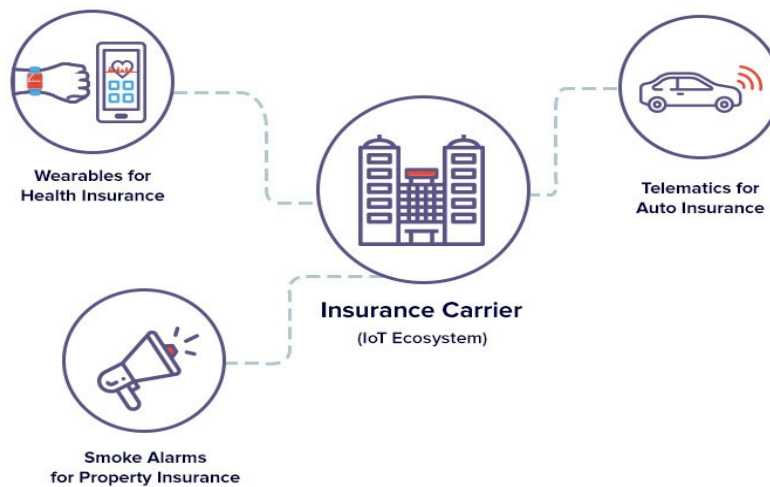 Wearables for
Health Insurance
Telematics for
Auto Insurance
Insurance Carrier
(IoT Ecosystem)
Smoke Alarms
for Property Insurance